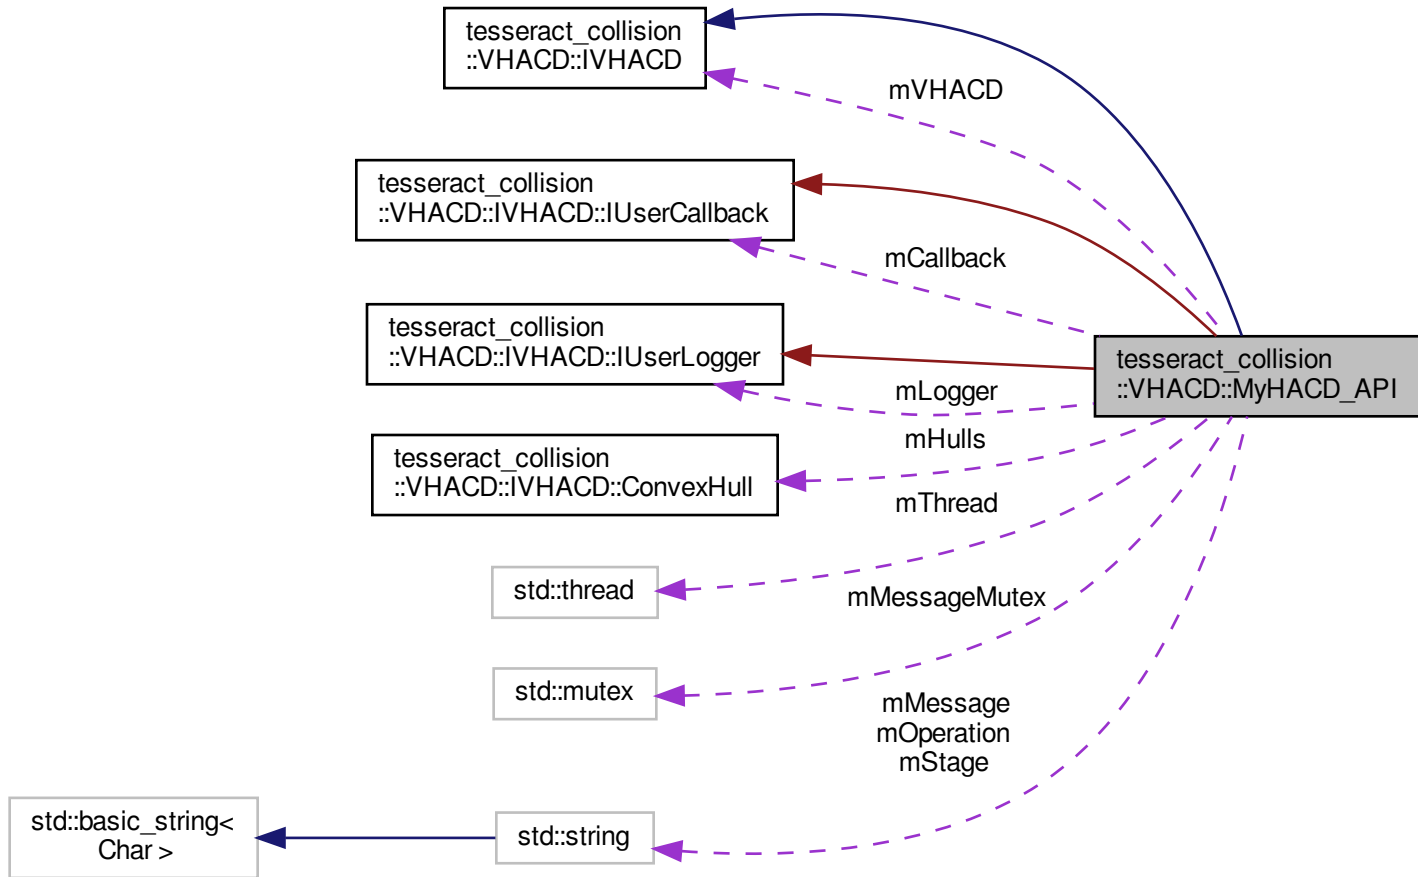 tesseract_collision
::VHACD::IVHACD
mVHACD
tesseract_collision
::VHACD::IVHACD::IUserCallback
mCallback
tesseract_collision
::VHACD::IVHACD::IUserLogger
tesseract_collision
::VHACD::MyHACD_API
mLogger
mHulls
tesseract_collision
::VHACD::IVHACD::ConvexHull
mThread
std::thread
mMessageMutex
std::mutex
mMessage
mOperation
mStage
std::basic_string<
Char >
std::string